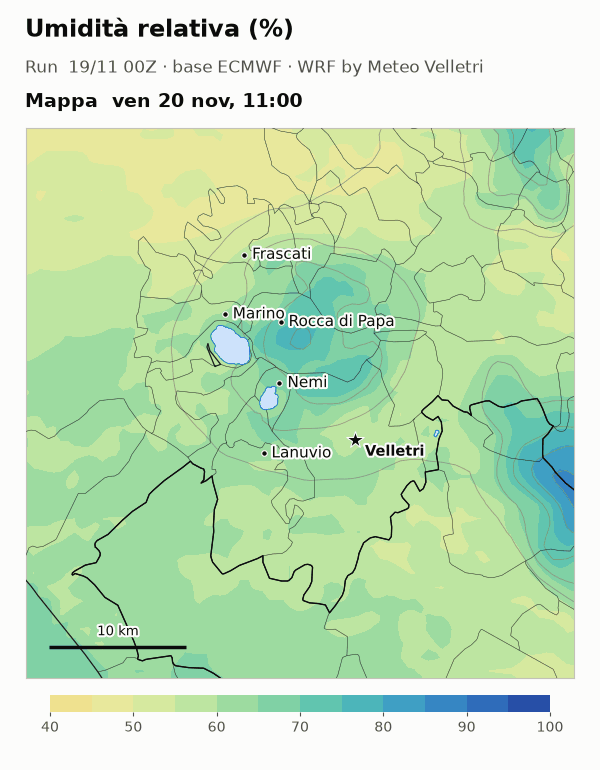 Umidità relativa (%)
Run  19/11 00Z · base ECMWF · WRF by Meteo Velletri
Mappa  ven 20 nov, 11:00
Frascati
Marino
Rocca di Papa
Nemi
Velletri
Lanuvio
10 km
40 50 60 70 80 90 100